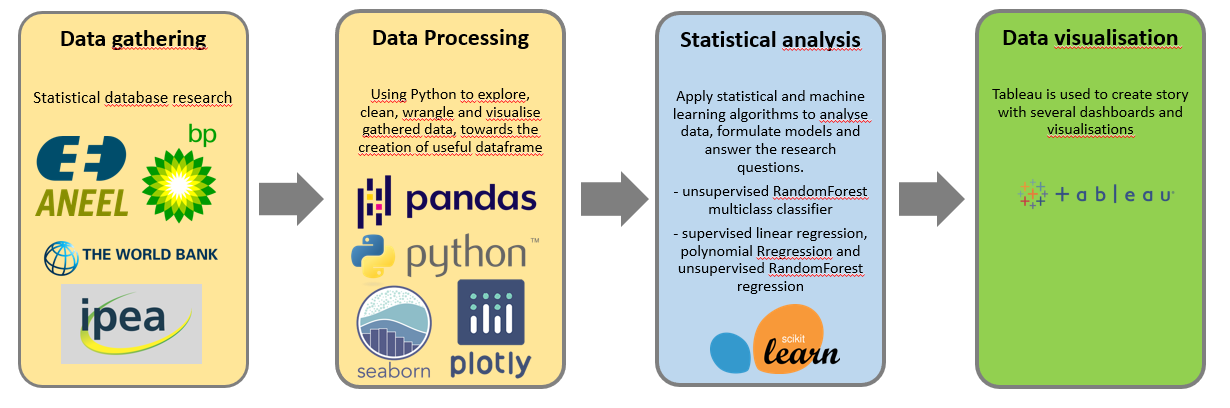 Data gathering
Statistical database research
bp
ANEEL
THE WORLD BANK
ipea
Data Processing
Using Python to explore,
clean, wrangle and visualise
gathered data, towards the
creation of useful dataframe
pandas
python™
seaborn
plotly
Statistical analysis
Apply statistical and machine
learning algorithms to analyse
data, formulate models and
answer the research
questions.
- unsupervised RandomForest
multiclass classifier
- supervised linear regression,
polynomial Rregression and
unsupervised RandomForest
regression
scikit
learn
Data visualisation
Tableau is used to create story
with several dashboards and
visualisations
+ a b l e a u